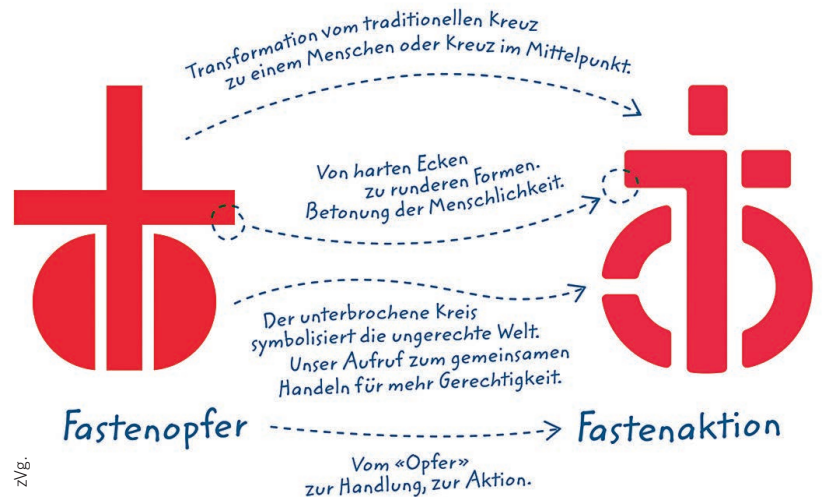 Transformation vom traditionellen Kreuz
zu einem Menschen oder Kreuz im Mittelpunkt.
Von harten Ecken
zu runderen Formen.
Betonung der Menschlichkeit.
Der unterbrochene Kreis
symbolisiert die ungerechte Welt.
Unser Aufruf zum gemeinsamen
Handeln für mehr Gerechtigkeit.
Fastenopfer
Fastenaktion
Vom «Opfer»
zur Handlung, zur Aktion.
zVg.